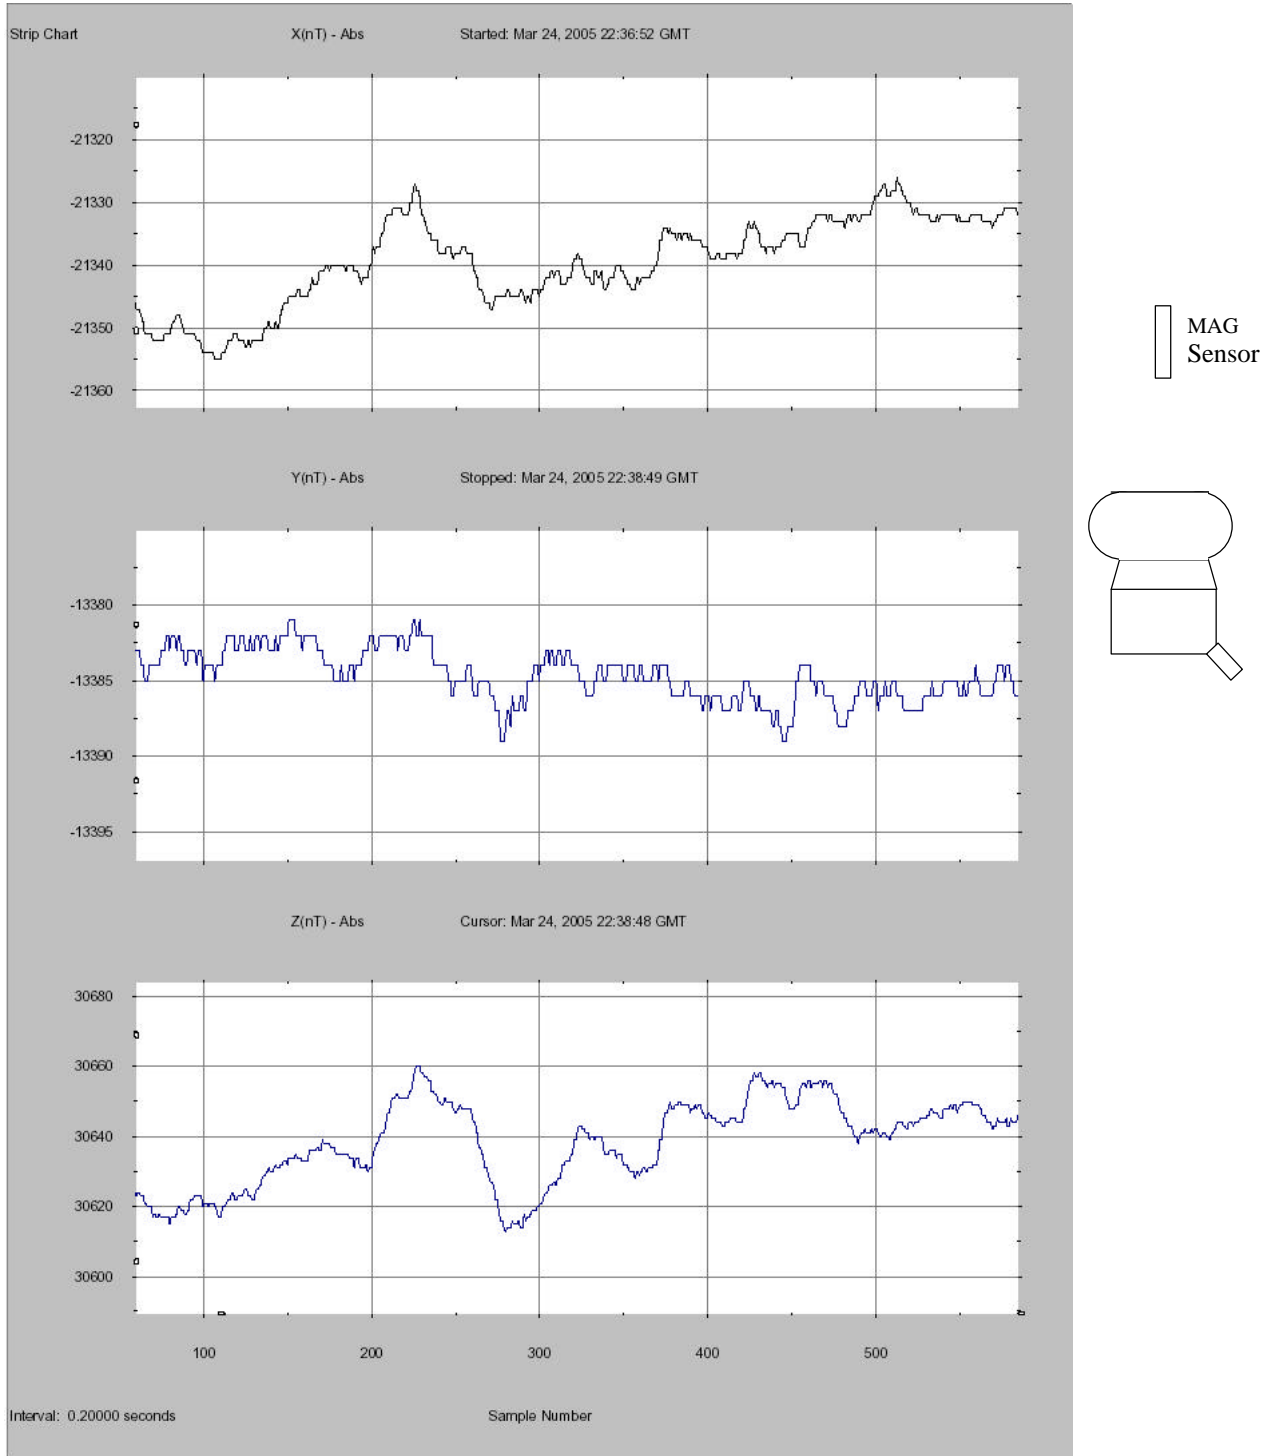 Strip Chart X(nT) - Abs Started: Mar 24, 2005 22:36:52 GMT
-21320
-21330
-21340
-21350
-21360
MAG
Sensor
Y(nT) - Abs Stopped: Mar 24, 2005 22:38:49 GMT
-13380
-13385
-13390
-13395
Z(nT) - Abs Cursor: Mar 24, 2005 22:38:48 GMT
30680
30660
30640
30620
30600
100 200 300 400 500
Interval: 0.20000 seconds Sample Number